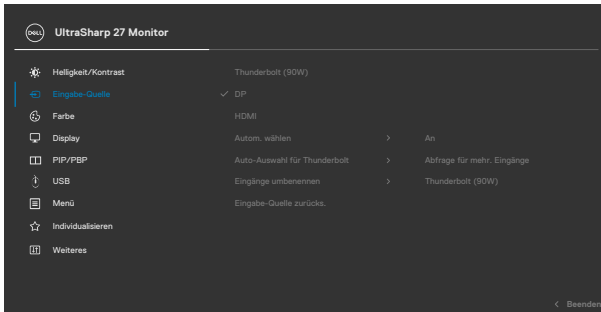 DELL UltraSharp 27 Monitor
Helligkeit/Kontrast Thunderbolt (90W)
Eingabe-Quelle DP
Farbe HDMI
Display Autom. wählen An
PIP/PBP Auto-Auswahl für Thunderbolt Abfrage für mehr. Eingänge
USB Eingänge umbenennen Thunderbolt (90W)
Menü Eingabe-Quelle zurücks.
Individualisieren
Weiteres
Beenden